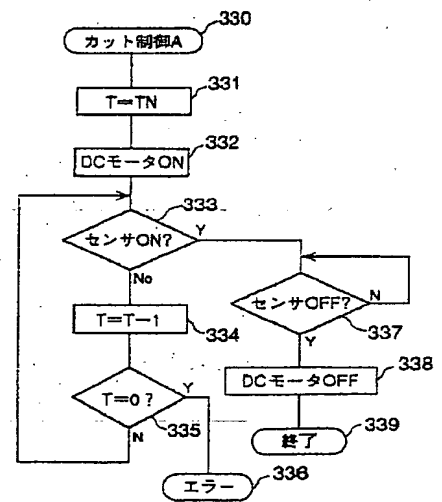 330
カット制御A
331
T=TN
332
DCモータON
333
センサON?
Y
No
センサOFF?
N
337
Y
T=T-1
334
DCモータOFF
338
T=0?
Y
335
N
終了
339
エラー
336